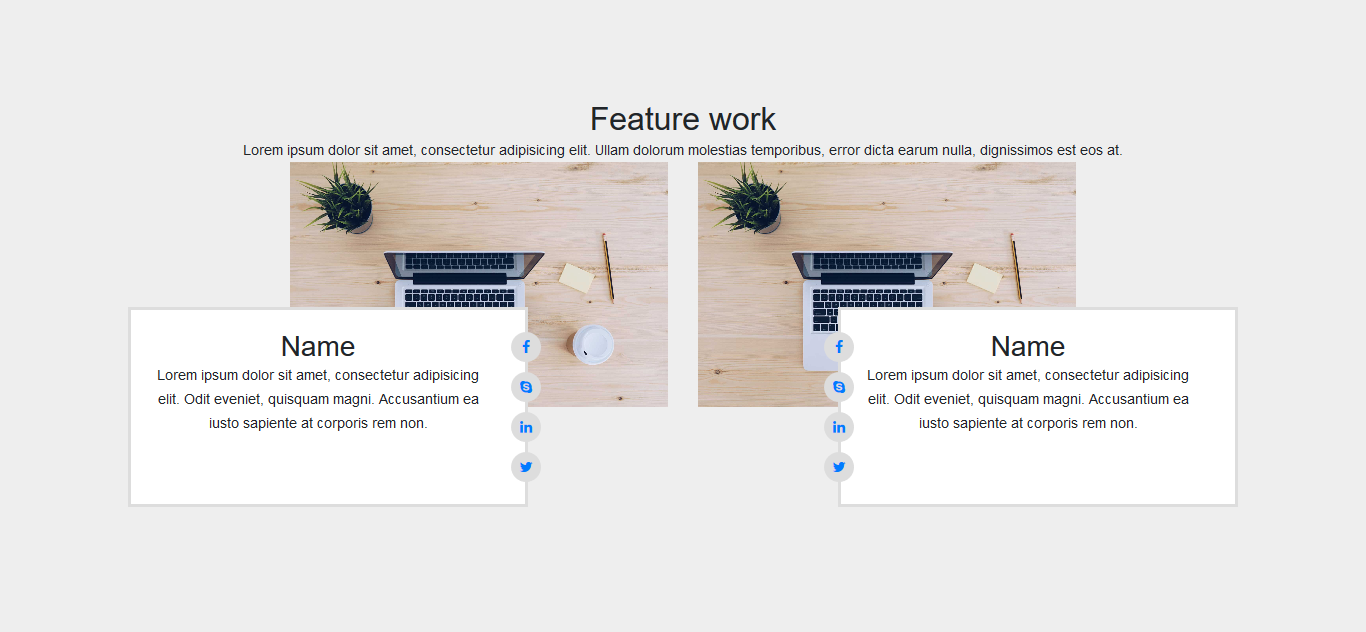 Feature work
Lorem ipsum dolor sit amet, consectetur adipisicing elit. Ullam dolorum molestias temporibus, error dicta earum nulla, dignissimos est eos at.
Name
Lorem ipsum dolor sit amet, consectetur adipisicing
elit. Odit eveniet, quisquam magni. Accusantium ea
iusto sapiente at corporis rem non.
Name
Lorem ipsum dolor sit amet, consectetur adipisicing
elit. Odit eveniet, quisquam magni. Accusantium ea
iusto sapiente at corporis rem non.